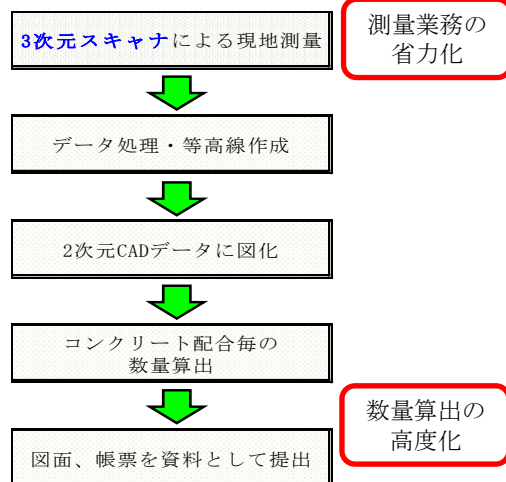 3次元スキャナによる現地測量
測量業務の
省力化
データ処理・等高線作成
2次元CADデータに図化
コンクリート配合毎の
数量算出
数量算出の
高度化
図面、帳票を資料として提出